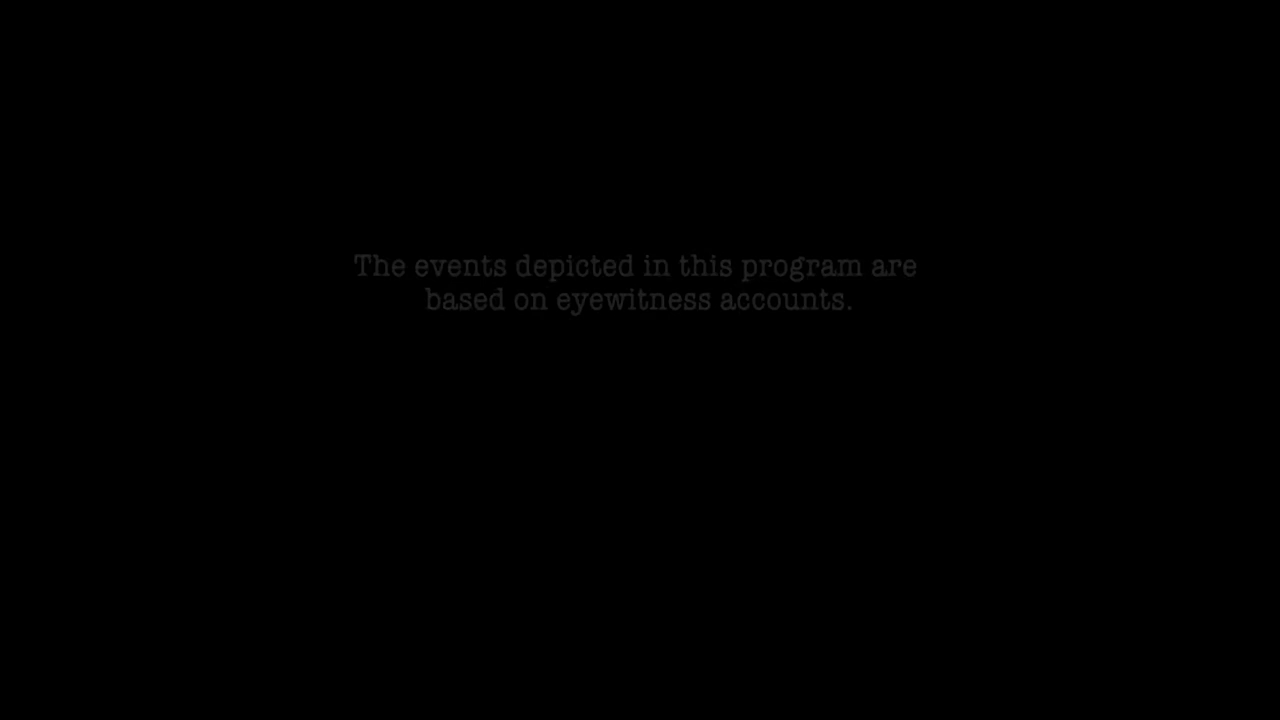 The events depicted in this program are
based on eyewitness accounts.